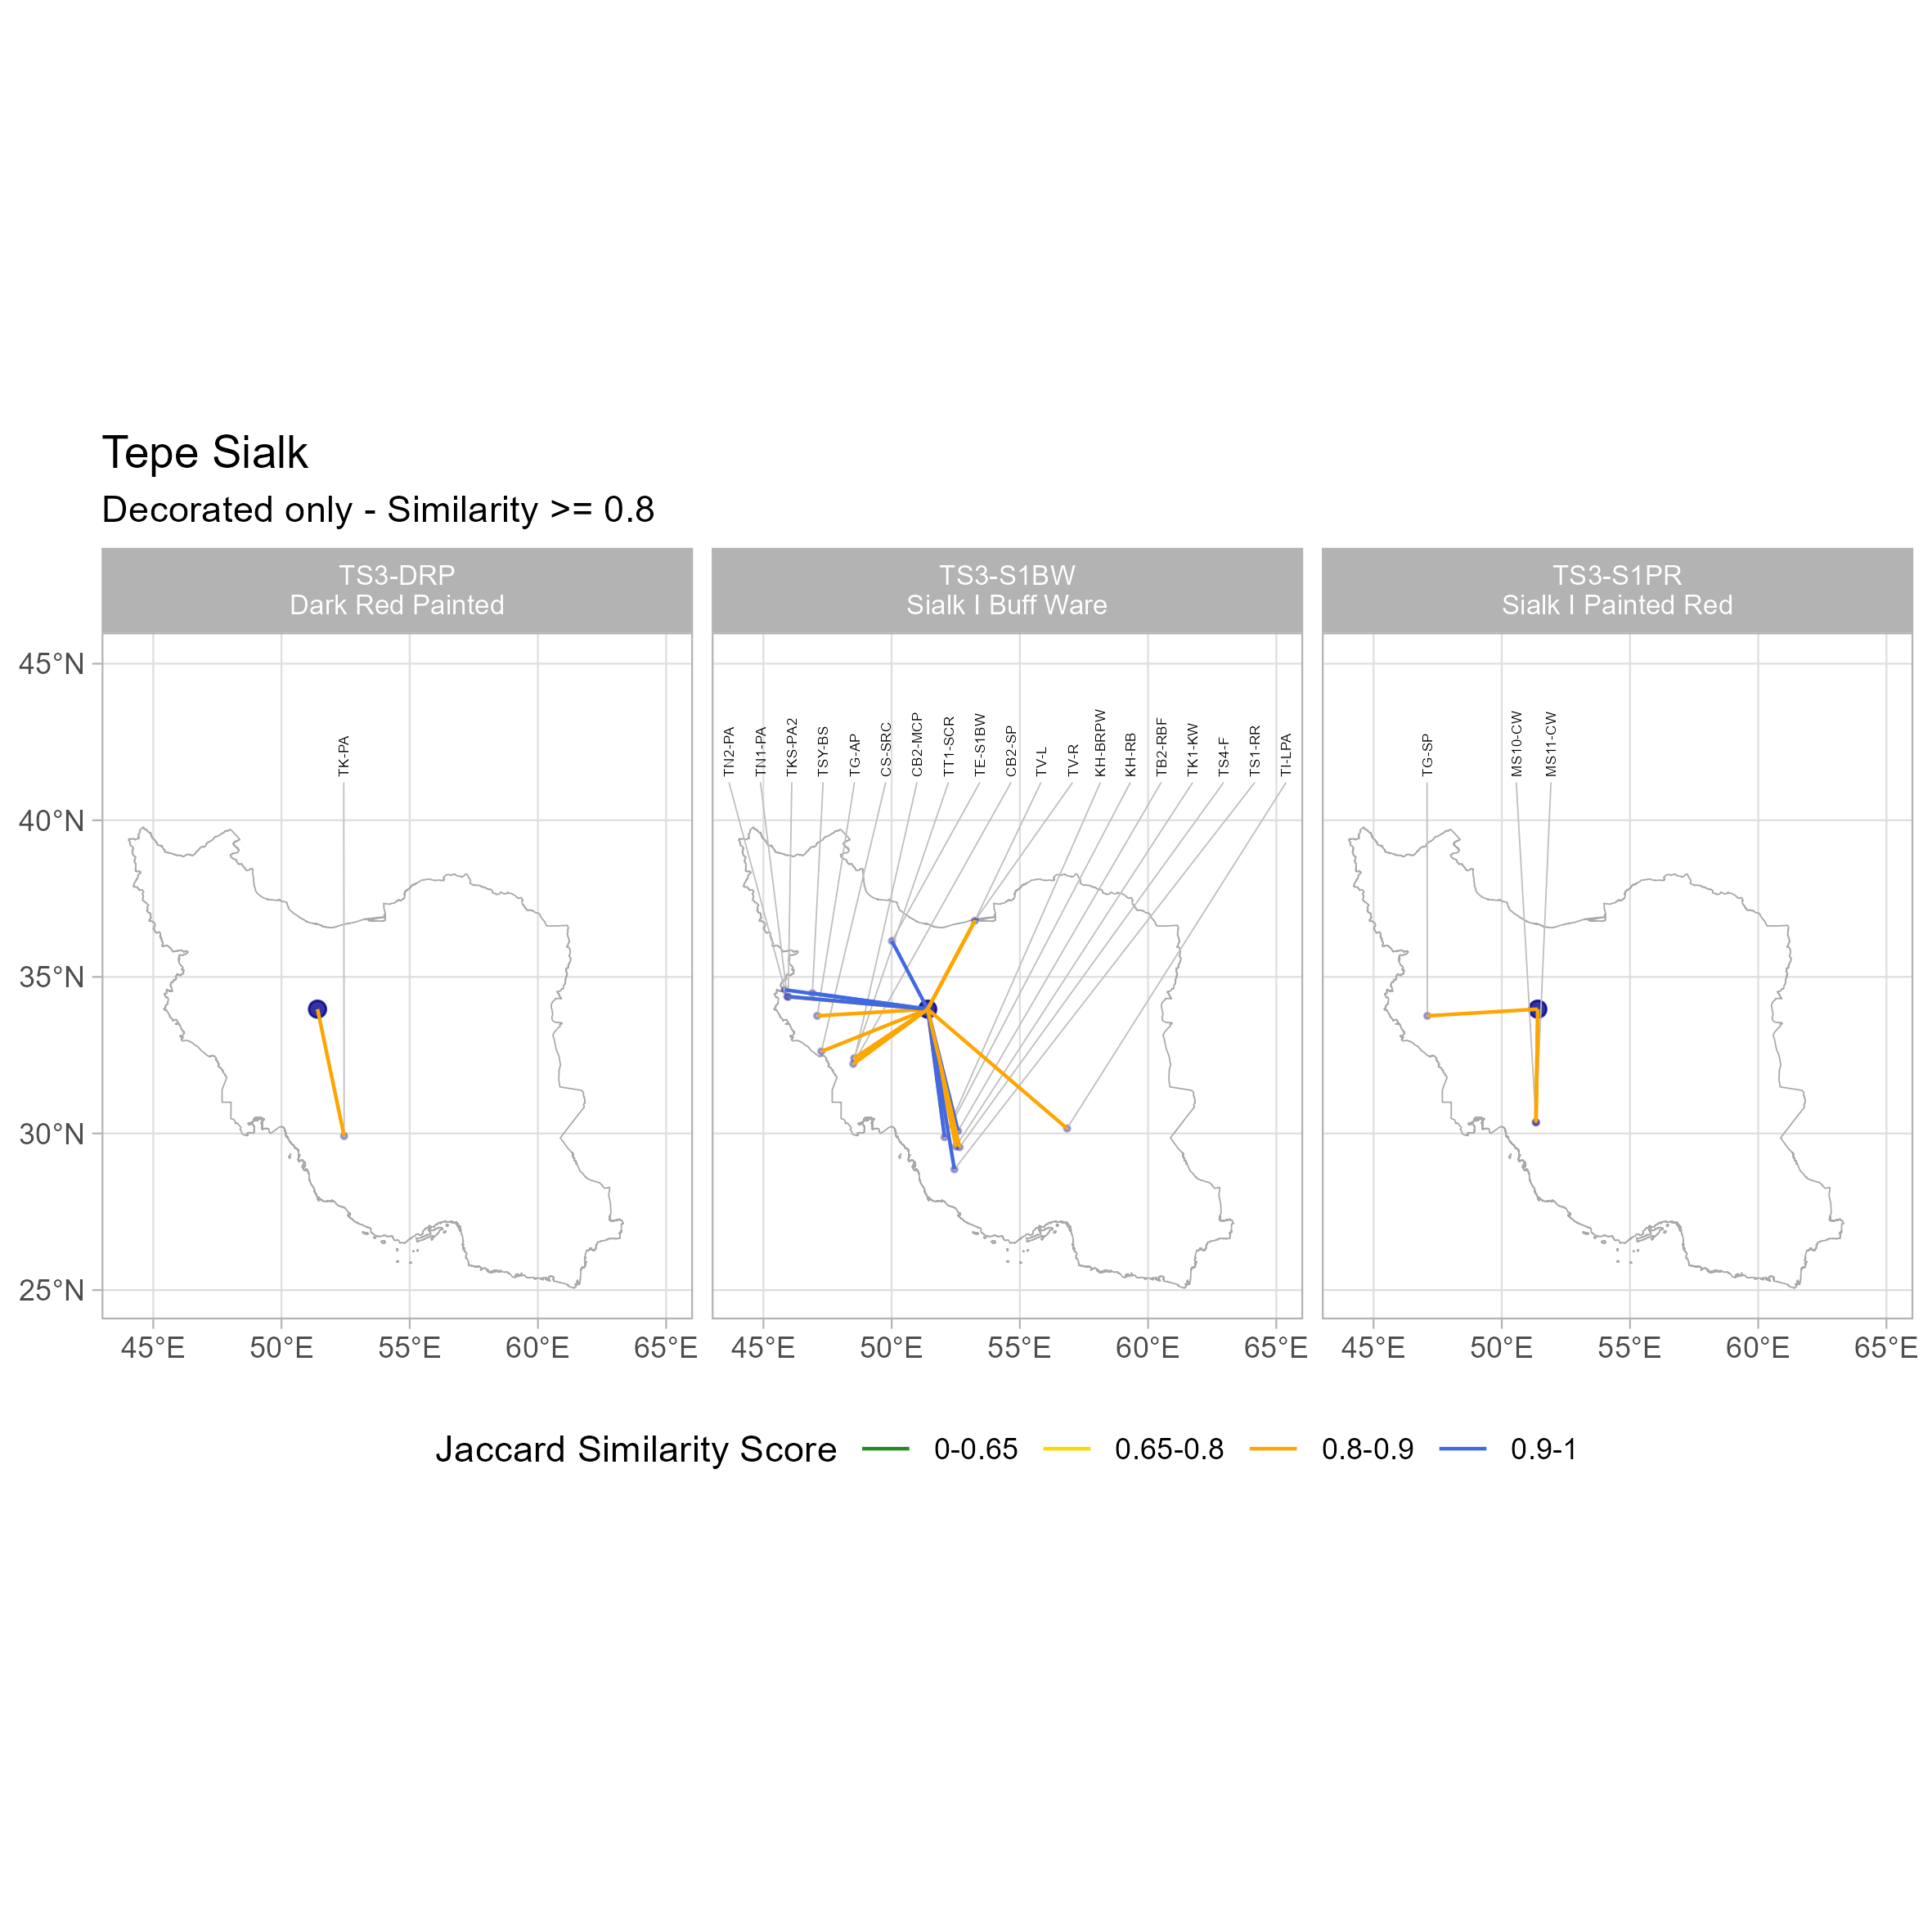 Tepe Sialk
Decorated only - Similarity >= 0.8
TS3-DRP
Dark Red Painted
TS3-S1BW
Sialk I Buff Ware
TS3-S1PR
Sialk I Painted Red
45°N
40°N
35°N
30°N
25°N
TK-PA
TN2-PA
TN1-PA
TKS-PA2
TSY-BS
TG-AP
CS-SRC
CB2-MCP
TT1-SCR
TE-S1BW
CB2-SP
TV-L
TV-R
KH-BRPW
KH-RB
TB2-RBF
TK1-KW
TS4-F
TS1-RR
TI-LPA
TG-SP
MS10-CW
MS11-CW
45°E 50°E 55°E 60°E 65°E
45°E 50°E 55°E 60°E 65°E
45°E 50°E 55°E 60°E 65°E
Jaccard Similarity Score 0-0.65 0.65-0.8 0.8-0.9 0.9-1